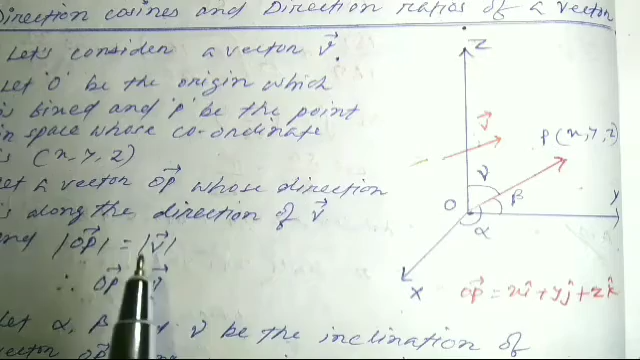 Direction cosines and Direction ratios of a vector
Let's consider a vector v⃗.
Let 'O' be the origin which
is fixed and 'P' be the point
in space whose co-ordinate
is (x, y, z)
Let a vector OP⃗ whose direction
is along the direction of v⃗
and |OP⃗| = |v⃗|
∴ OP⃗ v⃗
Let α, β γ be the inclination of
vector OP⃗
Z
v⃗
P(x, y, z)
γ
O β Y
α
X
OP⃗ = xî + yĵ + zk̂